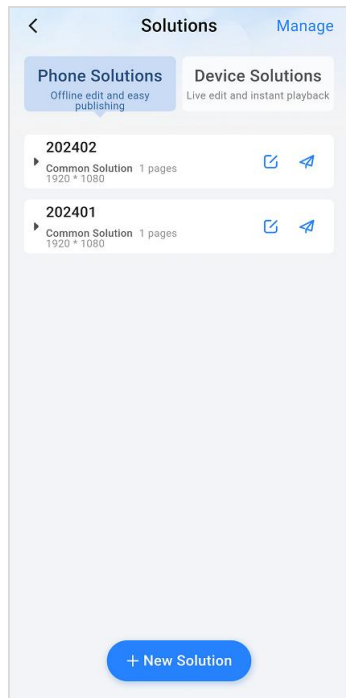 Solutions Manage
Phone Solutions
Offline edit and easy
publishing
Device Solutions
Live edit and instant playback
202402
Common Solution 1 pages
1920 * 1080
202401
Common Solution 1 pages
1920 * 1080
+ New Solution